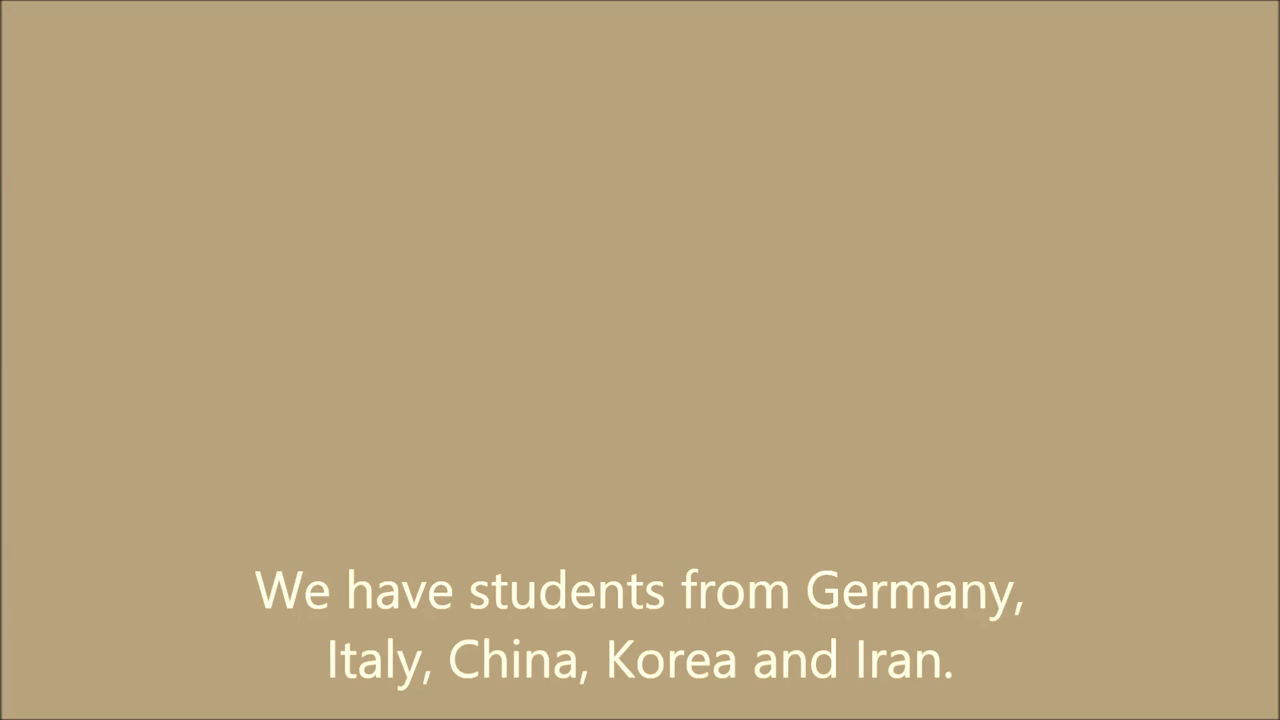 We have students from Germany,
Italy, China, Korea and Iran.